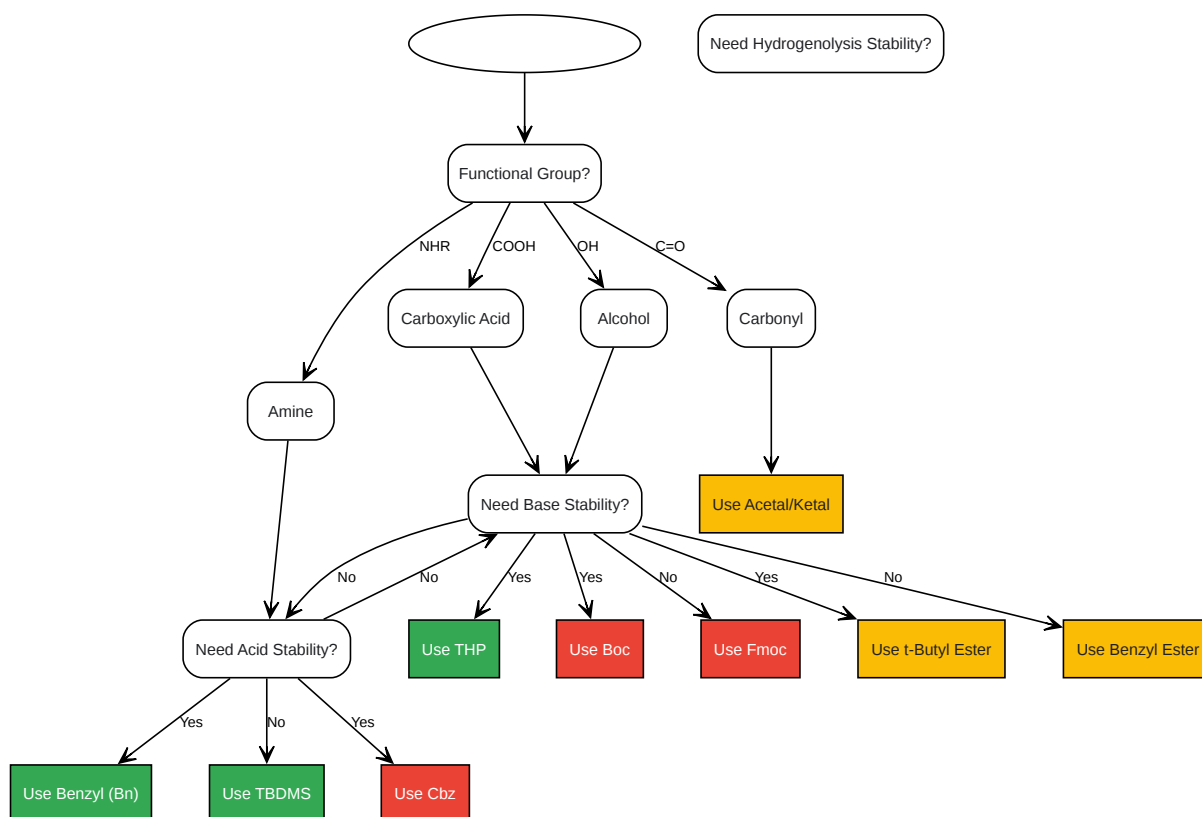 Need Hydrogenolysis Stability?
Functional Group?
NHR
COOH
OH
C=O
Carboxylic Acid
Alcohol
Carbonyl
Amine
Need Base Stability?
Use Acetal/Ketal
No
No
Yes
Yes
No
Yes
No
Need Acid Stability?
Use THP
Use Boc
Use Fmoc
Use t-Butyl Ester
Use Benzyl Ester
Yes
No
Yes
Use Benzyl (Bn)
Use TBDMS
Use Cbz